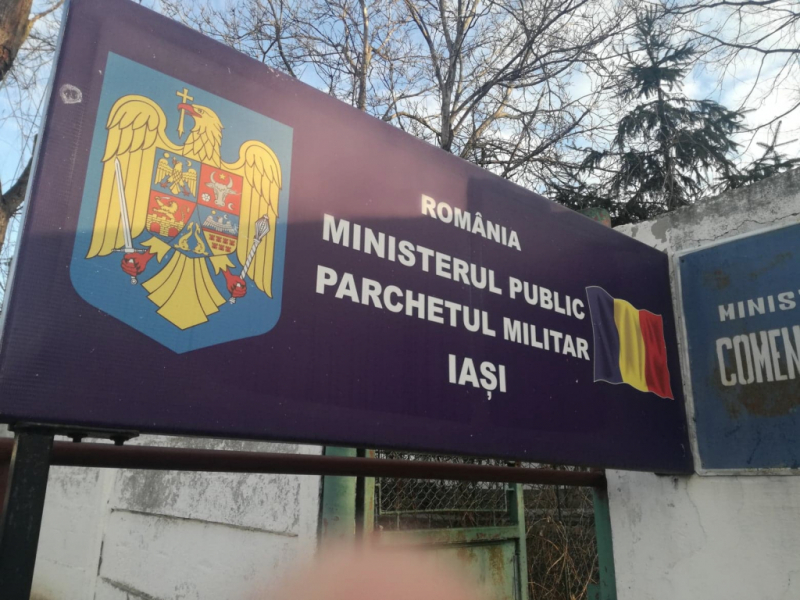 ROMÂNIA
MINISTERUL PUBLIC
PARCHETUL MILITAR
IAȘI